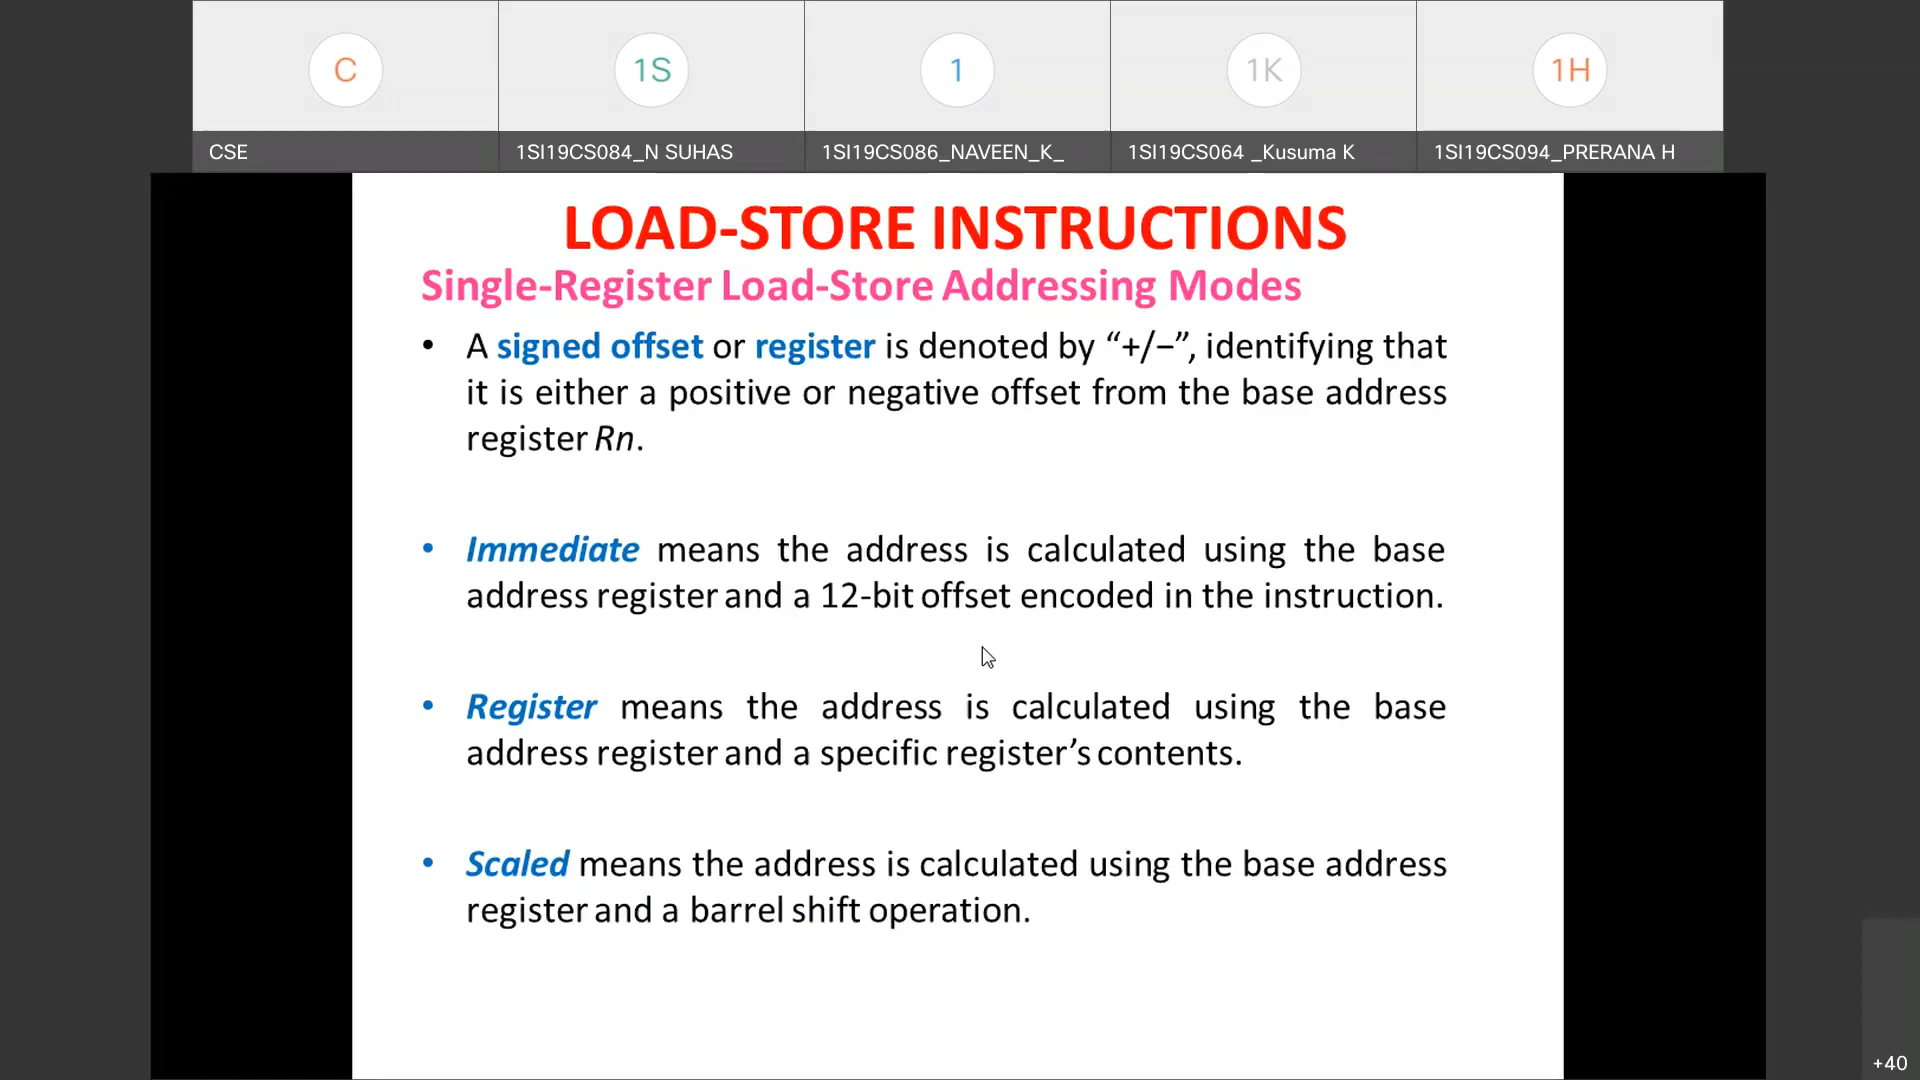 C
1S
1
1K
1H
CSE
1SI19CS084_N SUHAS
1SI19CS086_NAVEEN_K_
1SI19CS064 _Kusuma K
1SI19CS094_PRERANA H
LOAD-STORE INSTRUCTIONS
Single-Register Load-Store Addressing Modes
• A signed offset or register is denoted by “+/−”, identifying that
it is either a positive or negative offset from the base address
register Rn.
• Immediate means the address is calculated using the base
address register and a 12-bit offset encoded in the instruction.
• Register means the address is calculated using the base
address register and a specific register’s contents.
• Scaled means the address is calculated using the base address
register and a barrel shift operation.
+40